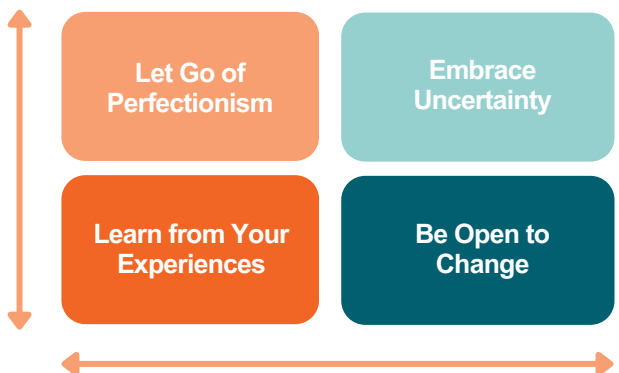 Let Go of
Perfectionism
Embrace
Uncertainty
Learn from Your
Experiences
Be Open to
Change